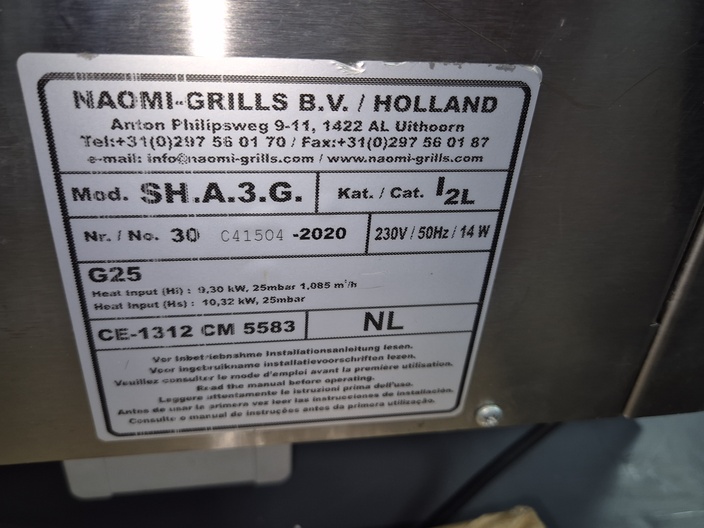 NAOMI-GRILLS B.V. / HOLLAND
Anton Philipsweg 9-11, 1422 AL Uithoorn
Tel:+31(0)297 56 01 70 / Fax:+31(0)297 56 01 87
e-mail: info@naomi-grills.com / www.naomi-grills.com
Mod. SH.A.3.G. Kat. / Cat. I2L
Nr. / No. 30 C41504 -2020 230V / 50Hz / 14 W
G25
Heat Input (Hi) : 9,30 kW, 25mbar 1,085 m³/h
Heat Input (Hs) : 10,32 kW, 25mbar
CE-1312 CM 5583 NL
Vor Inbetriebnahme Installationsanleitung lesen.
Voor ingebruikname installatievoorschriften lezen.
Veuillez consulter le mode d'emploi avant la première utilisation.
Read the manual before operating.
Leggere attentamente le istruzioni prima dell'uso.
Antes de usar la primera vez leer las instrucciones de instalación.
Consulte o manual de instruções antes da primera utilização.